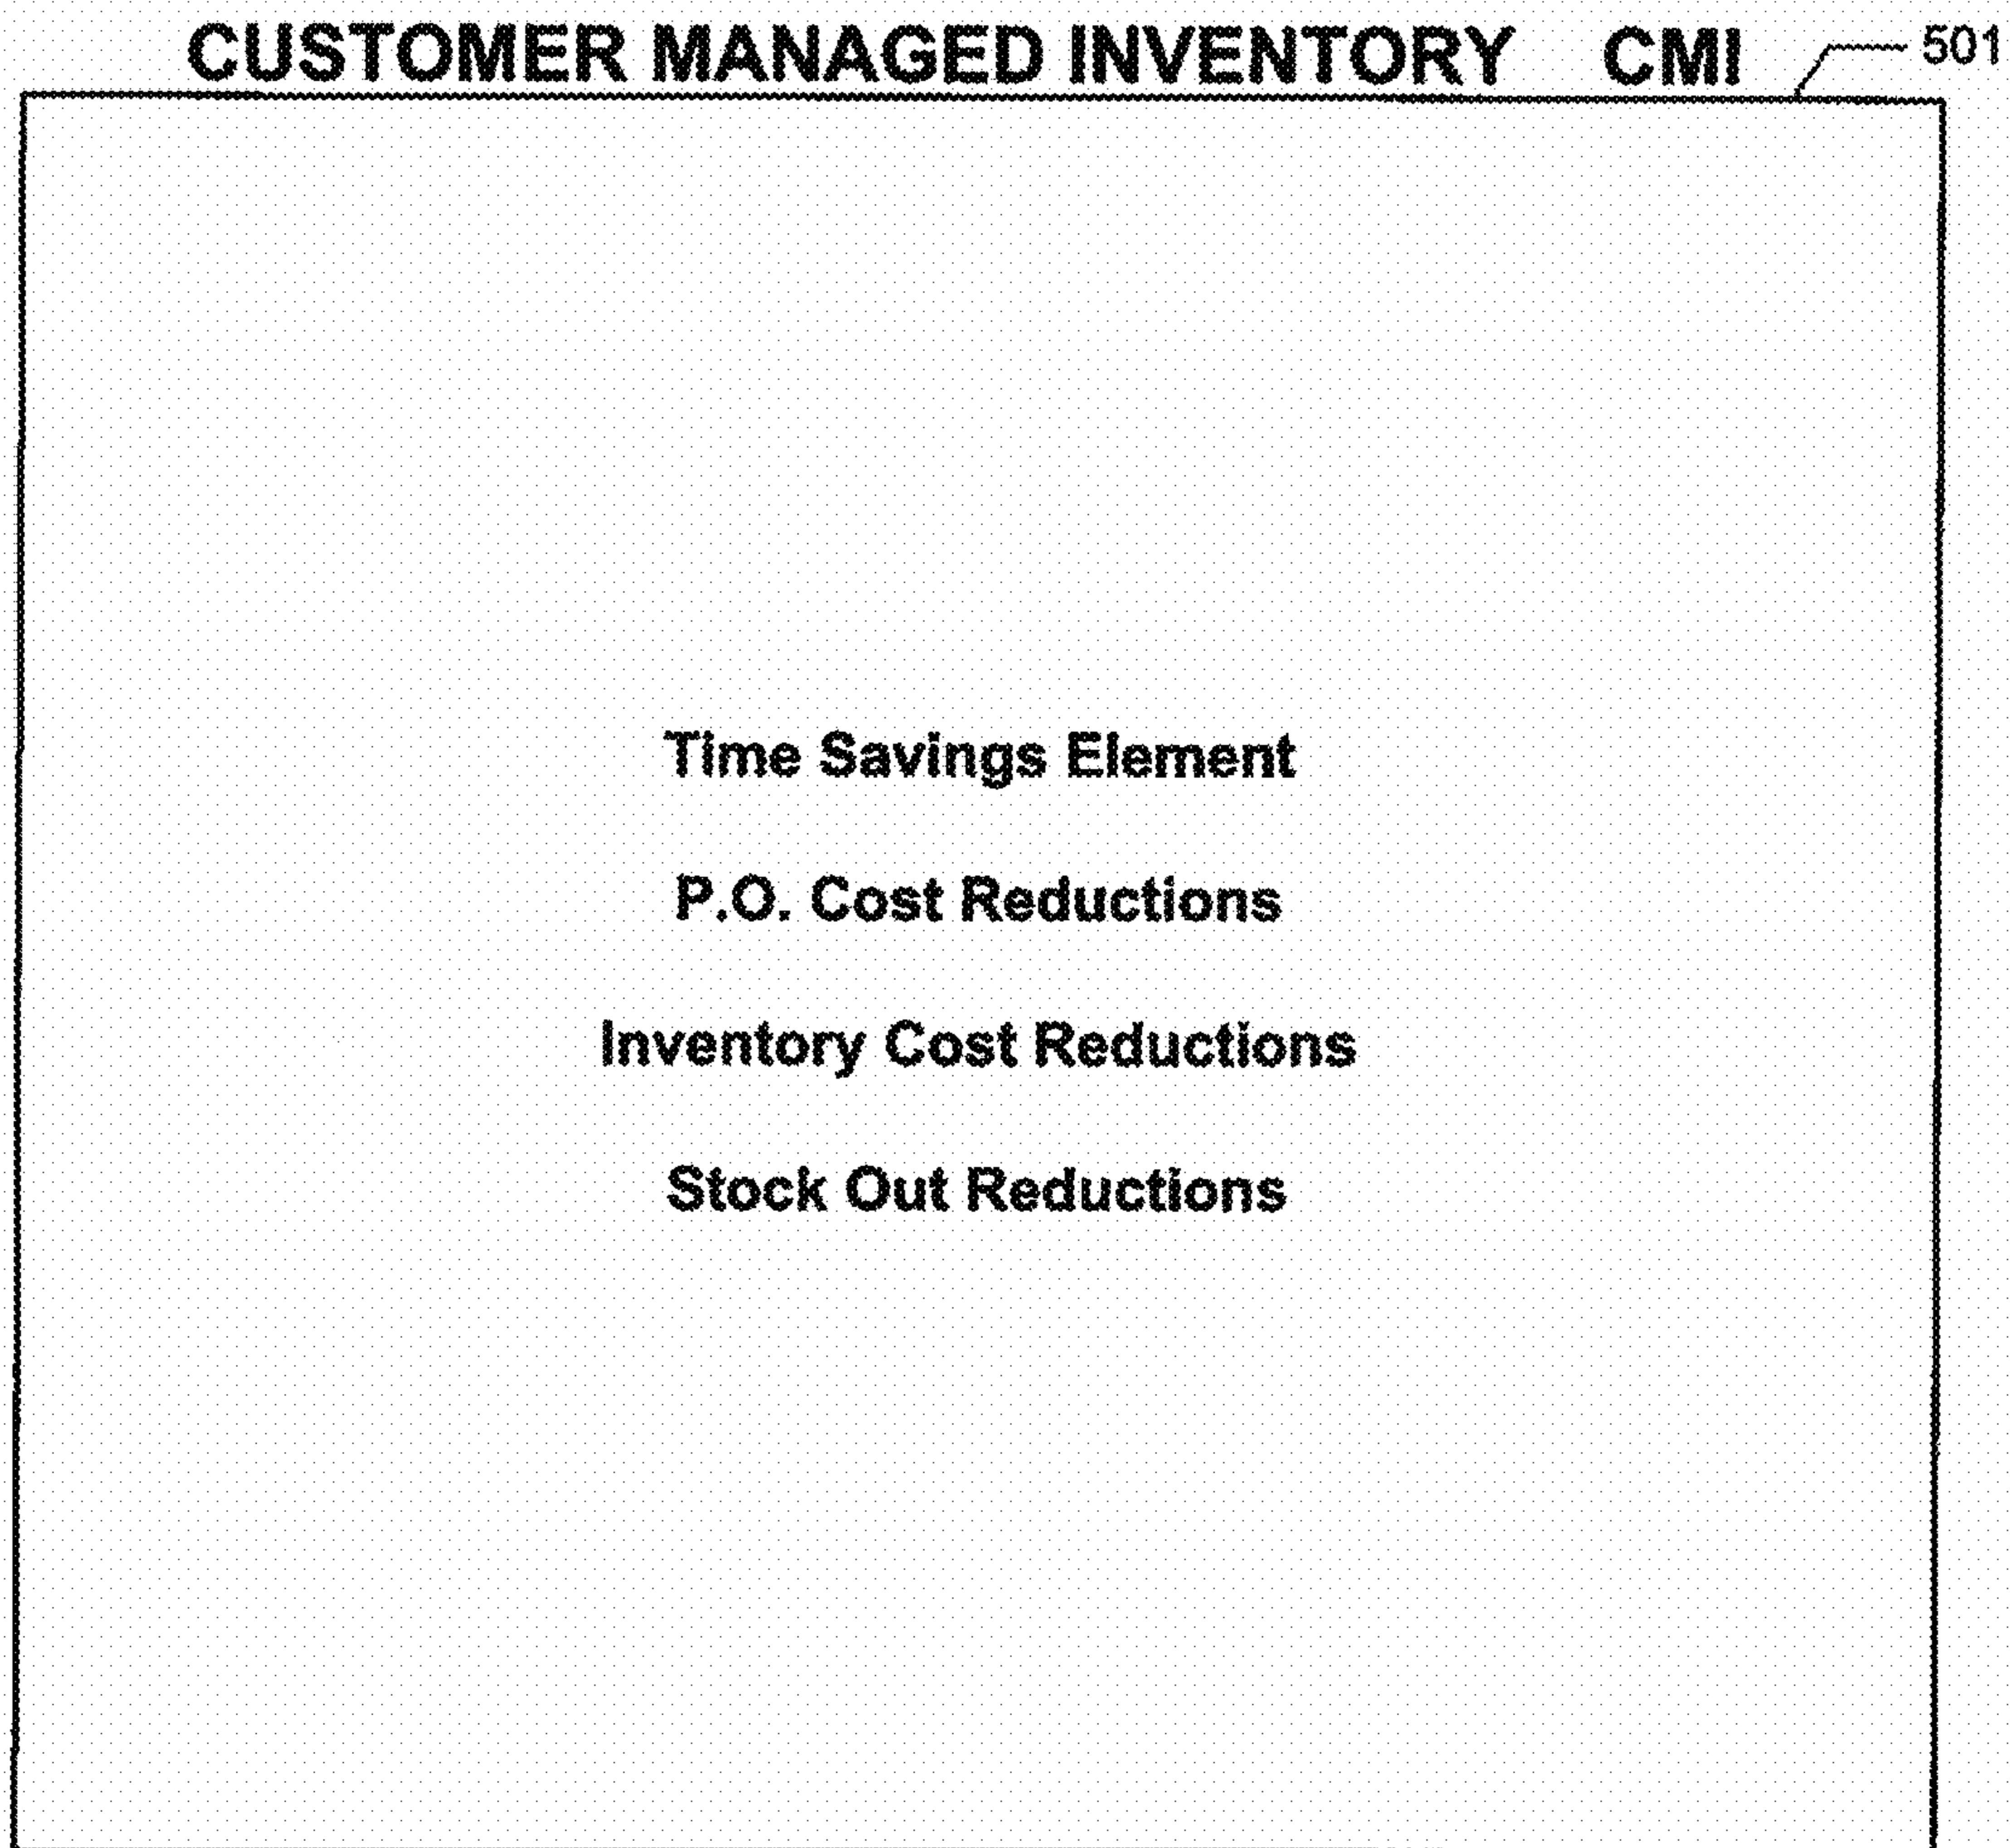 CUSTOMER MANAGED INVENTORY CMI 501
Time Savings Element
P.O. Cost Reductions
Inventory Cost Reductions
Stock Out Reductions